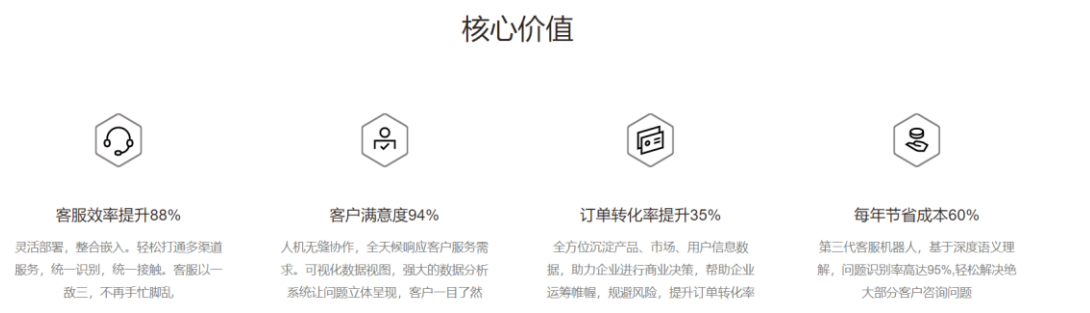 核心价值
客服效率提升88%
灵活部署，整合嵌入。轻松打通多渠道
服务，统一识别，统一接触。客服以一
敌三，不再手忙脚乱
客户满意度94%
人机无缝协作，全天候响应客户服务需
求。可视化数据视图，强大的数据分析
系统让问题立体呈现，客户一目了然
订单转化率提升35%
全方位沉淀产品、市场、用户信息数
据，助力企业进行商业决策，帮助企业
运筹帷幄，规避风险，提升订单转化率
每年节省成本60%
第三代客服机器人，基于深度语义理
解，问题识别率高达95%,轻松解决绝
大部分客户咨询问题